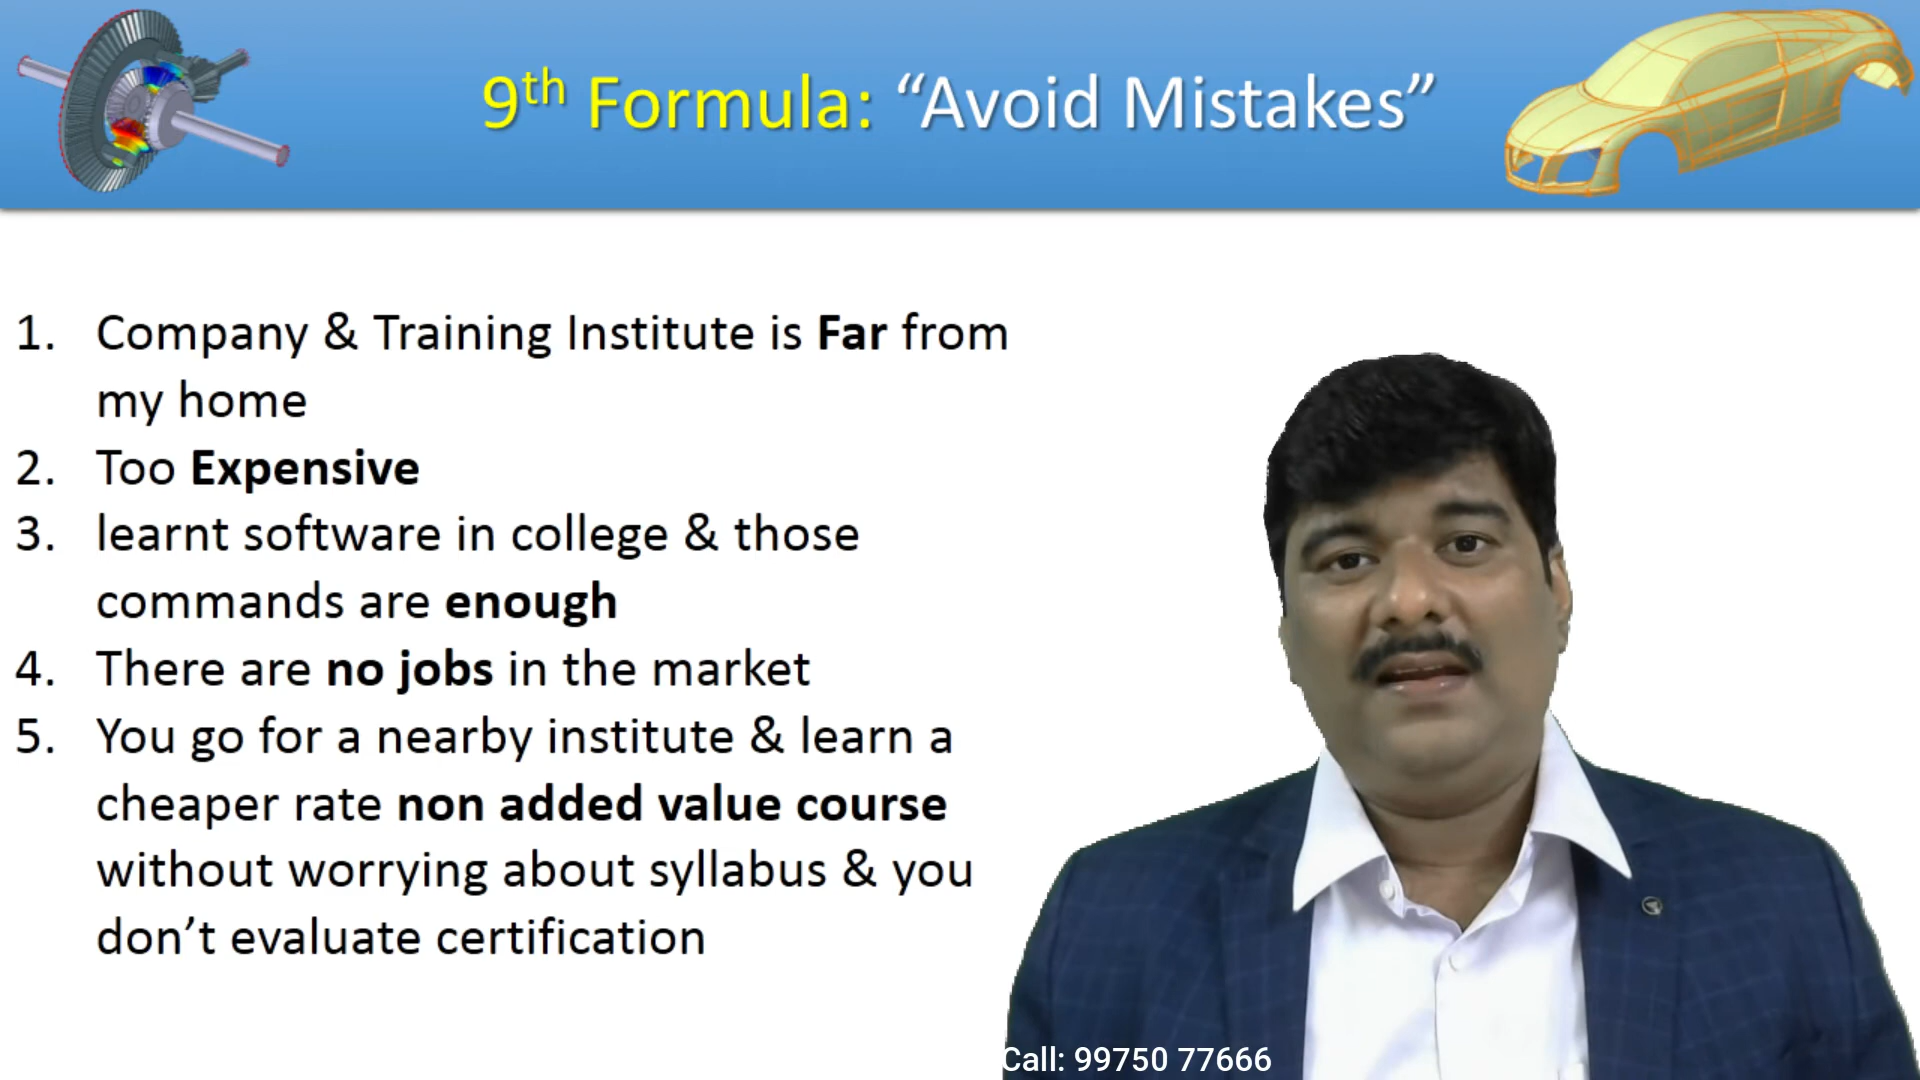 9th Formula: “Avoid Mistakes”
1. Company & Training Institute is Far from
my home
2. Too Expensive
3. learnt software in college & those
commands are enough
4. There are no jobs in the market
5. You go for a nearby institute & learn a
cheaper rate non added value course
without worrying about syllabus & you
don’t evaluate certification
Call: 99750 77666